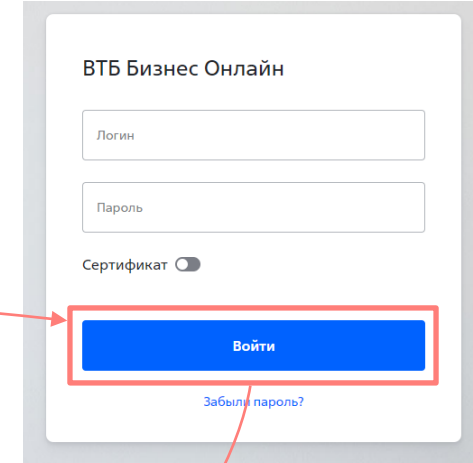 ВТБ Бизнес Онлайн
Логин
Пароль
Сертификат
Войти
Забыли пароль?